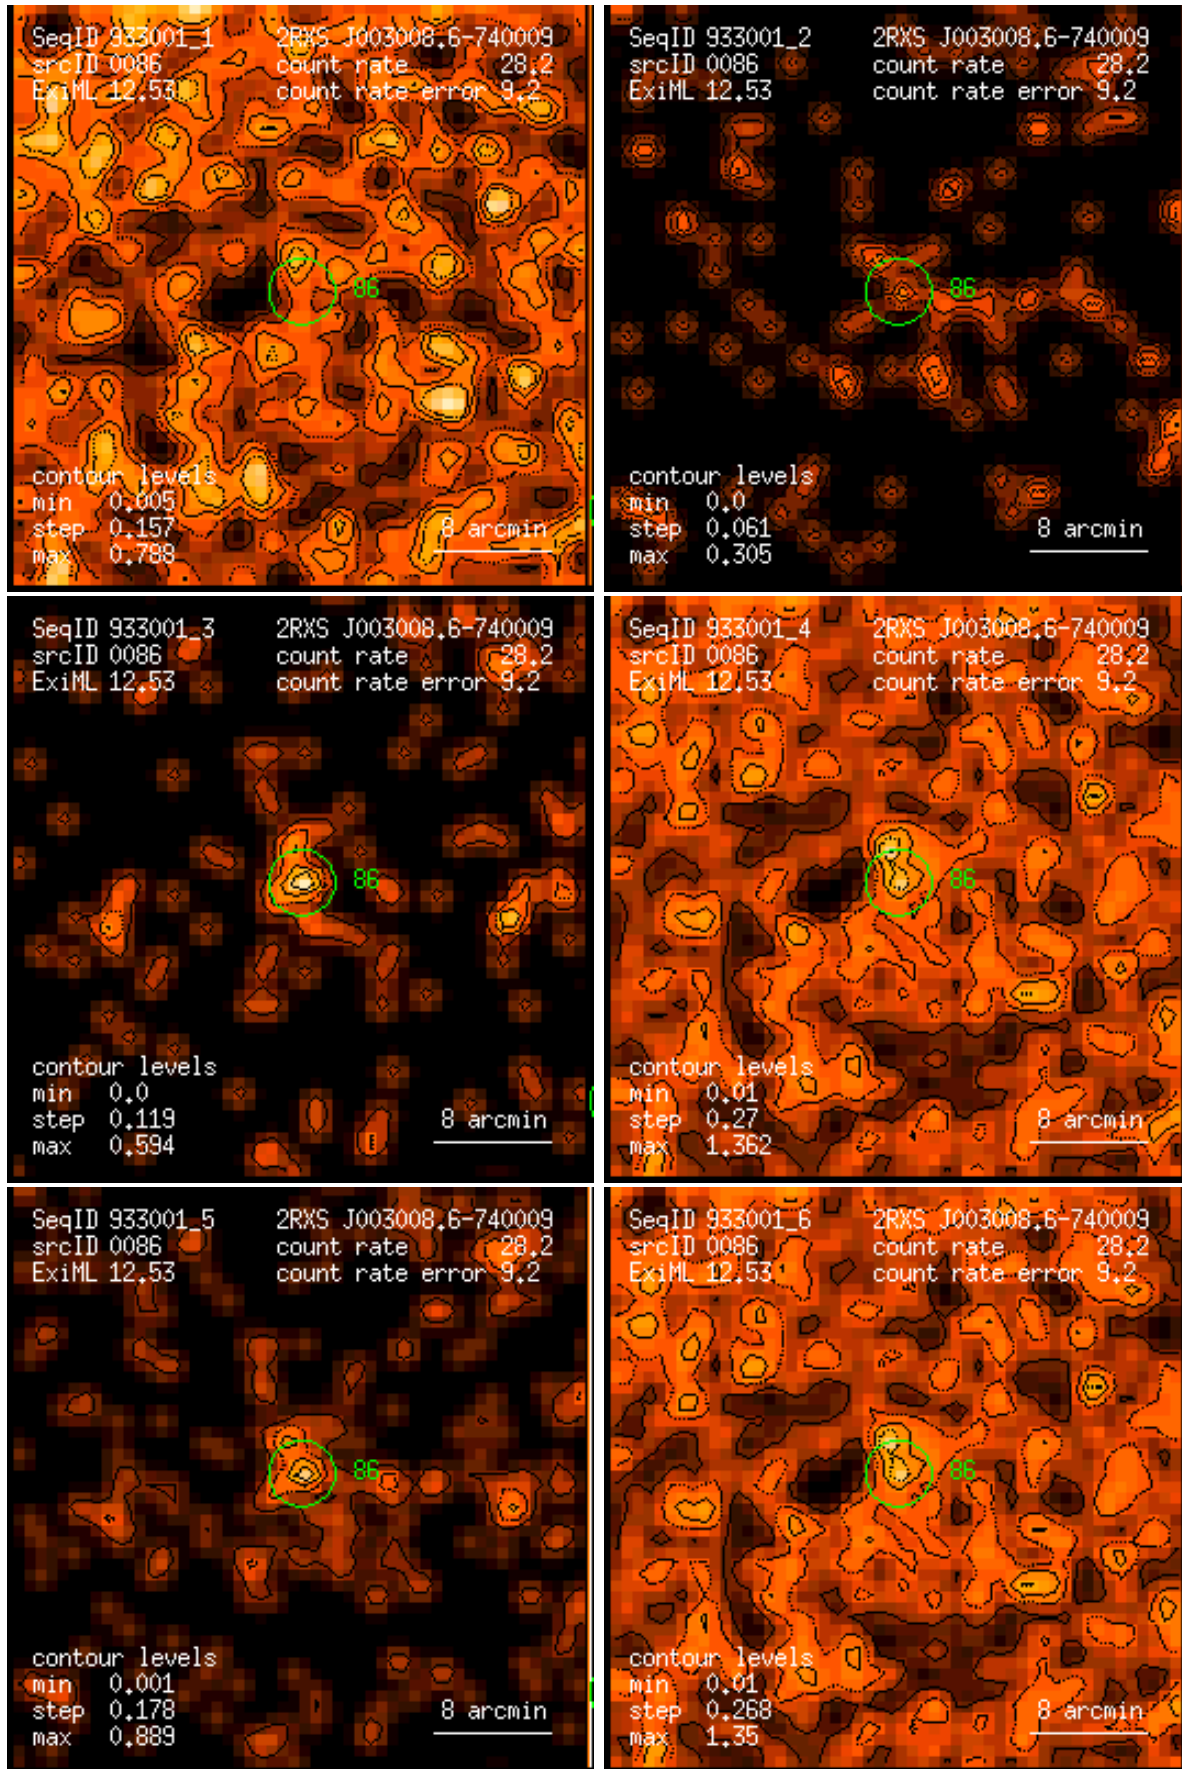 SeqID 933001_1 2RXS J003008.6-740009
srcID 0086 count rate 28.2
ExiML 12.53 count rate error 9.2
86
contour levels
min 0.005
step 0.157
max 0.788
8 arcmin
SeqID 933001_2 2RXS J003008.6-740009
srcID 0086 count rate 28.2
ExiML 12.53 count rate error 9.2
86
contour levels
min 0.0
step 0.061
max 0.305
8 arcmin
SeqID 933001_3 2RXS J003008.6-740009
srcID 0086 count rate 28.2
ExiML 12.53 count rate error 9.2
86
contour levels
min 0.0
step 0.119
max 0.594
8 arcmin
SeqID 933001_4 2RXS J003008.6-740009
srcID 0086 count rate 28.2
ExiML 12.53 count rate error 9.2
86
contour levels
min 0.01
step 0.27
max 1.362
8 arcmin
SeqID 933001_5 2RXS J003008.6-740009
srcID 0086 count rate 28.2
ExiML 12.53 count rate error 9.2
86
contour levels
min 0.001
step 0.178
max 0.889
8 arcmin
SeqID 933001_6 2RXS J003008.6-740009
srcID 0086 count rate 28.2
ExiML 12.53 count rate error 9.2
86
contour levels
min 0.01
step 0.268
max 1.35
8 arcmin